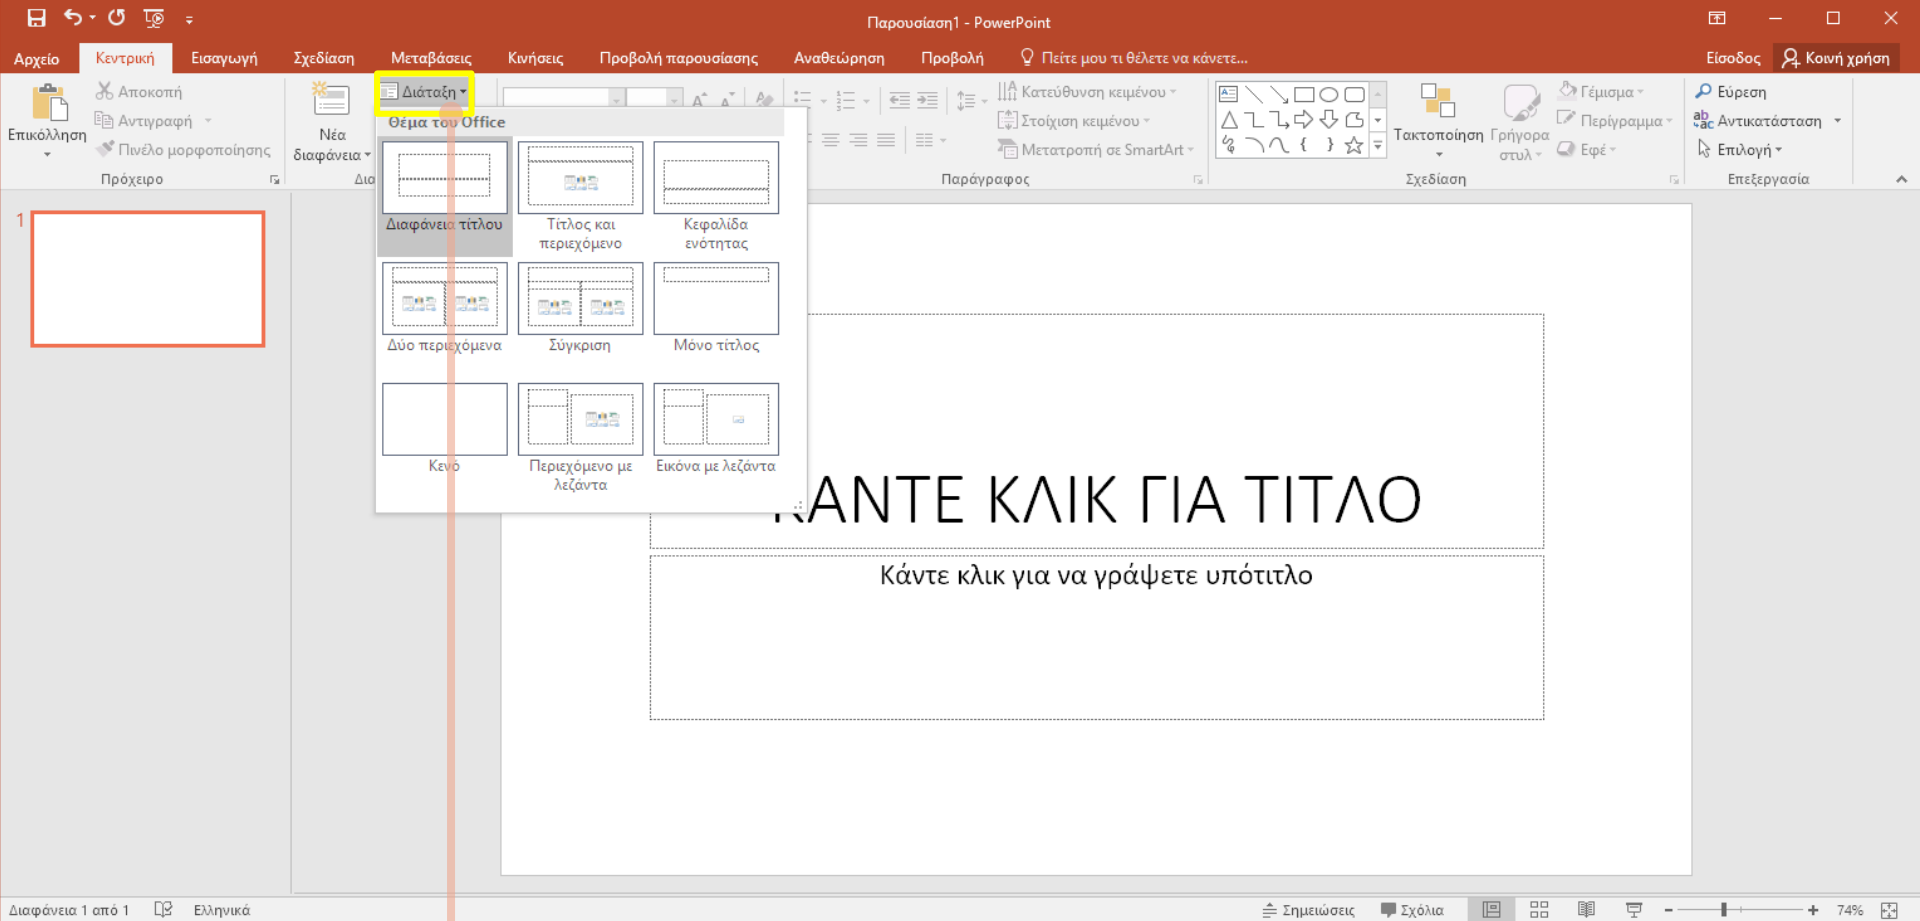 Παρουσίαση1 - PowerPoint
Αρχείο Κεντρική Εισαγωγή Σχεδίαση Μεταβάσεις Κινήσεις Προβολή παρουσίασης Αναθεώρηση Προβολή Πείτε μου τι θέλετε να κάνετε... Είσοδος Κοινή χρήση
Επικόλληση
Αποκοπή
Αντιγραφή
Πινέλο μορφοποίησης
Πρόχειρο
Νέα
διαφάνεια
Διάταξη
Κατεύθυνση κειμένου
Στοίχιση κειμένου
Μετατροπή σε SmartArt
Παράγραφος
Τακτοποίηση
Γρήγορα
στυλ
Γέμισμα
Περίγραμμα
Εφέ
Σχεδίαση
Εύρεση
Αντικατάσταση
Επιλογή
Επεξεργασία
Θέμα του Office
Διαφάνεια τίτλου
Τίτλος και
περιεχόμενο
Κεφαλίδα
ενότητας
Δύο περιεχόμενα
Σύγκριση
Μόνο τίτλος
Κενό
Περιεχόμενο με
λεζάντα
Εικόνα με λεζάντα
1
ΚΑΝΤΕ ΚΛΙΚ ΓΙΑ ΤΙΤΛΟ
Κάντε κλικ για να γράψετε υπότιτλο
Διαφάνεια 1 από 1 Ελληνικά Σημειώσεις Σχόλια 74%